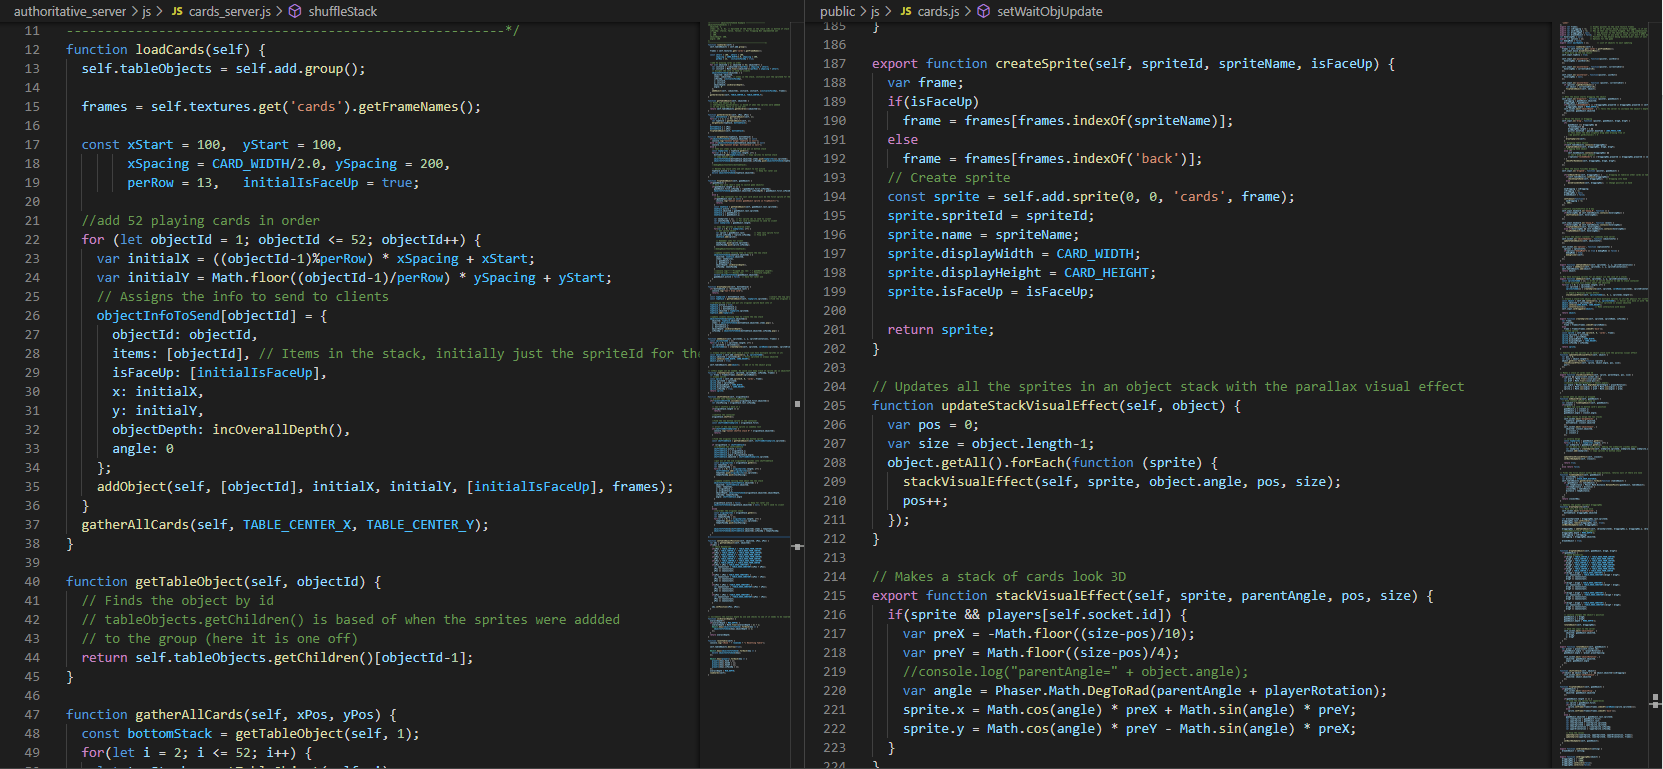 authoritative_server > js > JS cards_server.js > shuffleStack
11 ---------------------------------------------------------*/
12 function loadCards(self) {
13   self.tableObjects = self.add.group();
14
15   frames = self.textures.get('cards').getFrameNames();
16
17   const xStart = 100,  yStart = 100,
18         xSpacing = CARD_WIDTH/2.0, ySpacing = 200,
19         perRow = 13,   initialIsFaceUp = true;
20
21   //add 52 playing cards in order
22   for (let objectId = 1; objectId <= 52; objectId++) {
23     var initialX = ((objectId-1)%perRow) * xSpacing + xStart;
24     var initialY = Math.floor((objectId-1)/perRow) * ySpacing + yStart;
25     // Assigns the info to send to clients
26     objectInfoToSend[objectId] = {
27       objectId: objectId,
28       items: [objectId], // Items in the stack, initially just the spriteId for the
29       isFaceUp: [initialIsFaceUp],
30       x: initialX,
31       y: initialY,
32       objectDepth: incOverallDepth(),
33       angle: 0
34     };
35     addObject(self, [objectId], initialX, initialY, [initialIsFaceUp], frames);
36   }
37   gatherAllCards(self, TABLE_CENTER_X, TABLE_CENTER_Y);
38 }
39
40 function getTableObject(self, objectId) {
41   // Finds the object by id
42   // tableObjects.getChildren() is based of when the sprites were addded
43   // to the group (here it is one off)
44   return self.tableObjects.getChildren()[objectId-1];
45 }
46
47 function gatherAllCards(self, xPos, yPos) {
48   const bottomStack = getTableObject(self, 1);
49   for(let i = 2; i <= 52; i++) {
public > js > JS cards.js > setWaitObjUpdate
185 }
186
187 export function createSprite(self, spriteId, spriteName, isFaceUp) {
188   var frame;
189   if(isFaceUp)
190     frame = frames[frames.indexOf(spriteName)];
191   else
192     frame = frames[frames.indexOf('back')];
193   // Create sprite
194   const sprite = self.add.sprite(0, 0, 'cards', frame);
195   sprite.spriteId = spriteId;
196   sprite.name = spriteName;
197   sprite.displayWidth = CARD_WIDTH;
198   sprite.displayHeight = CARD_HEIGHT;
199   sprite.isFaceUp = isFaceUp;
200
201   return sprite;
202 }
203
204 // Updates all the sprites in an object stack with the parallax visual effect
205 function updateStackVisualEffect(self, object) {
206   var pos = 0;
207   var size = object.length-1;
208   object.getAll().forEach(function (sprite) {
209     stackVisualEffect(self, sprite, object.angle, pos, size);
210     pos++;
211   });
212 }
213
214 // Makes a stack of cards look 3D
215 export function stackVisualEffect(self, sprite, parentAngle, pos, size) {
216   if(sprite && players[self.socket.id]) {
217     var preX = -Math.floor((size-pos)/10);
218     var preY = Math.floor((size-pos)/4);
219     //console.log("parentAngle=" + object.angle);
220     var angle = Phaser.Math.DegToRad(parentAngle + playerRotation);
221     sprite.x = Math.cos(angle) * preX + Math.sin(angle) * preY;
222     sprite.y = Math.cos(angle) * preY - Math.sin(angle) * preX;
223   }
224 }